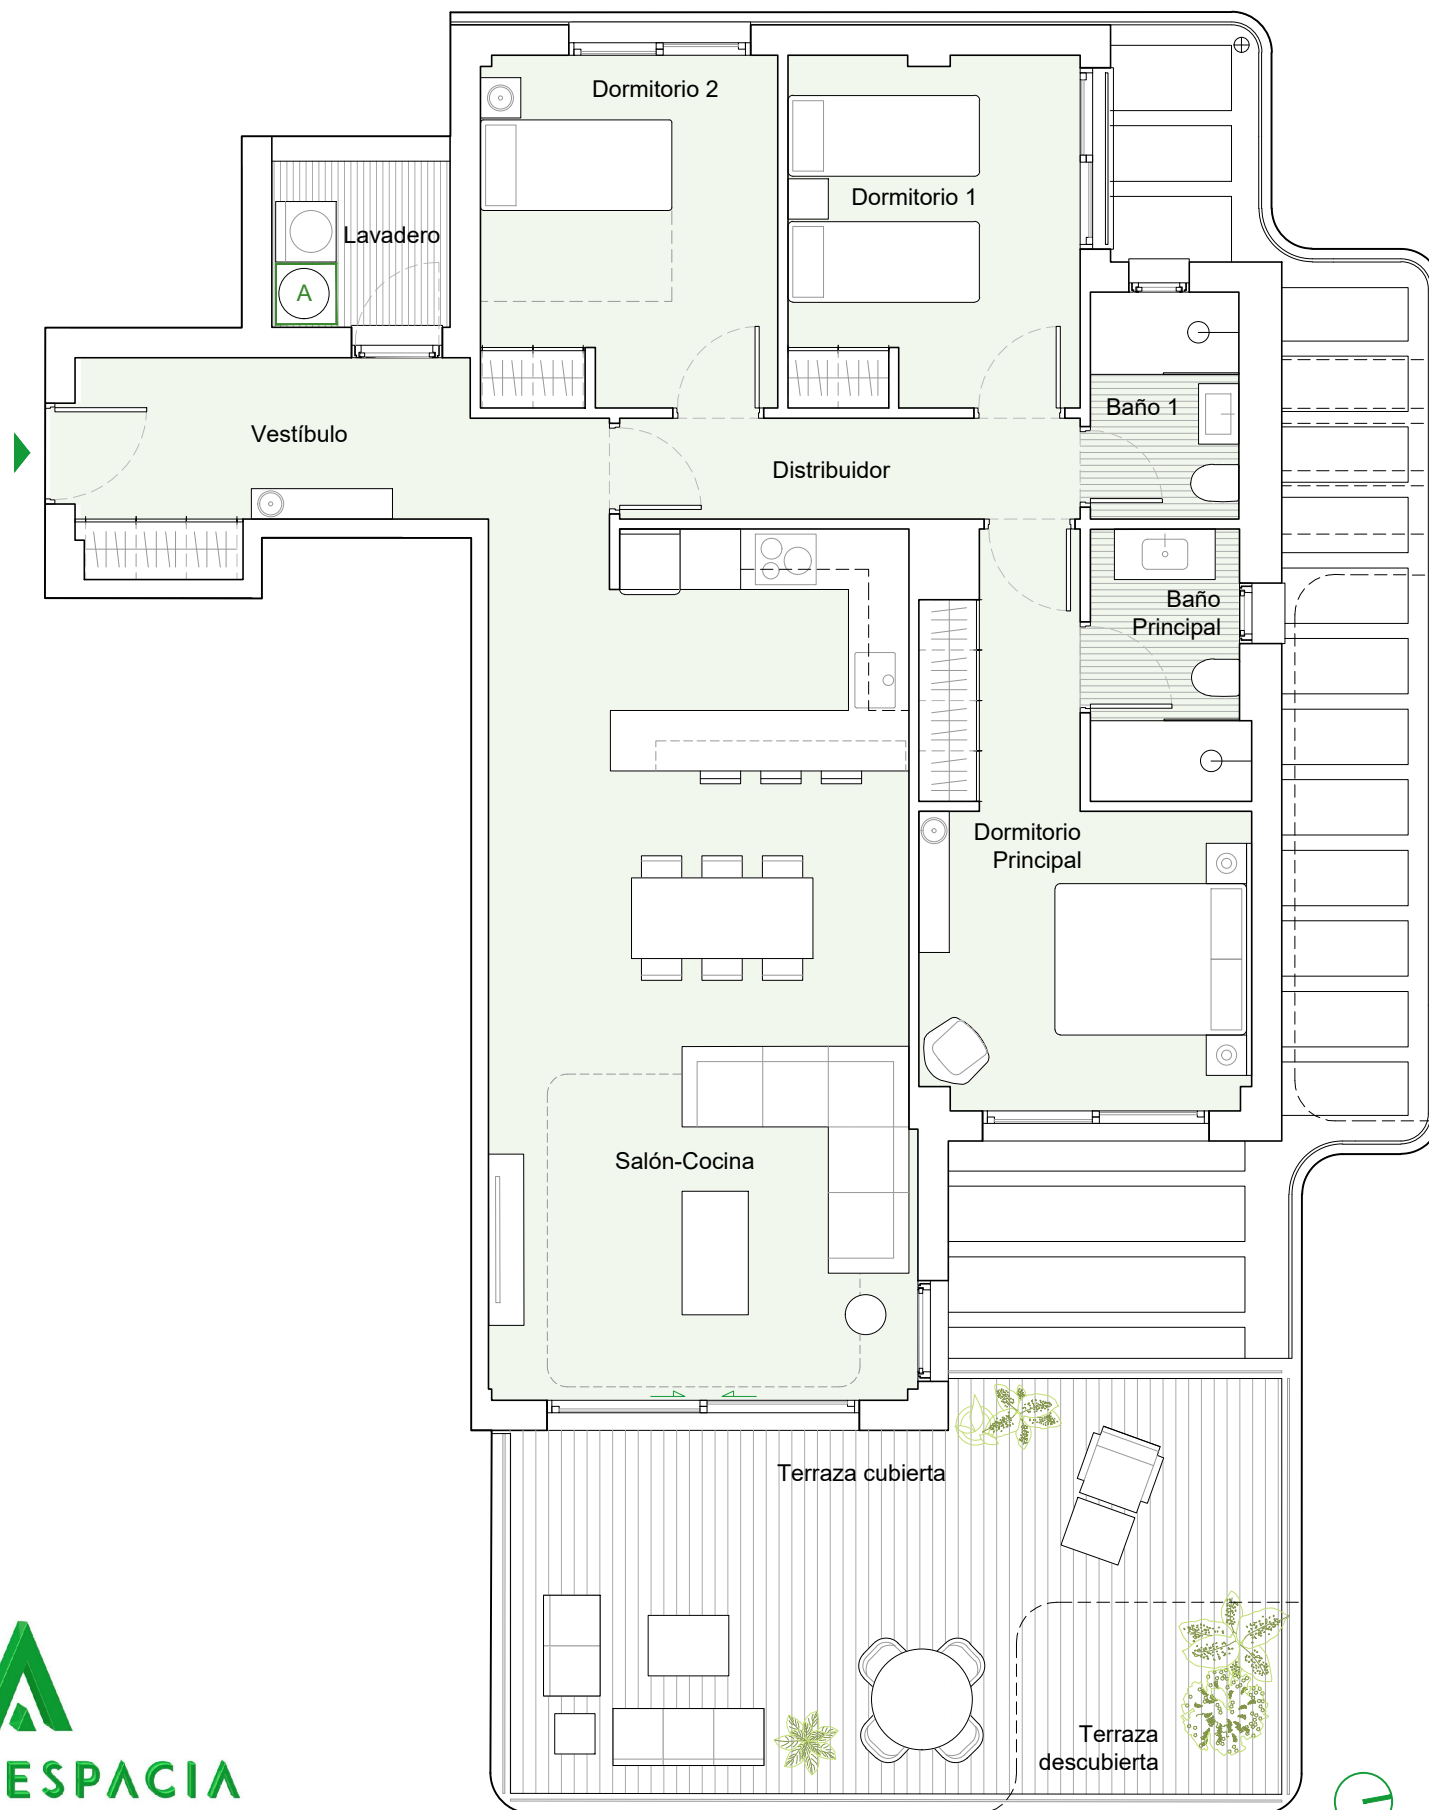 Dormitorio 2
Dormitorio 1
Lavadero
A
Vestíbulo
Baño 1
Distribuidor
Baño
Principal
Dormitorio
Principal
Salón-Cocina
Terraza cubierta
Terraza
descubierta
ESPACIA